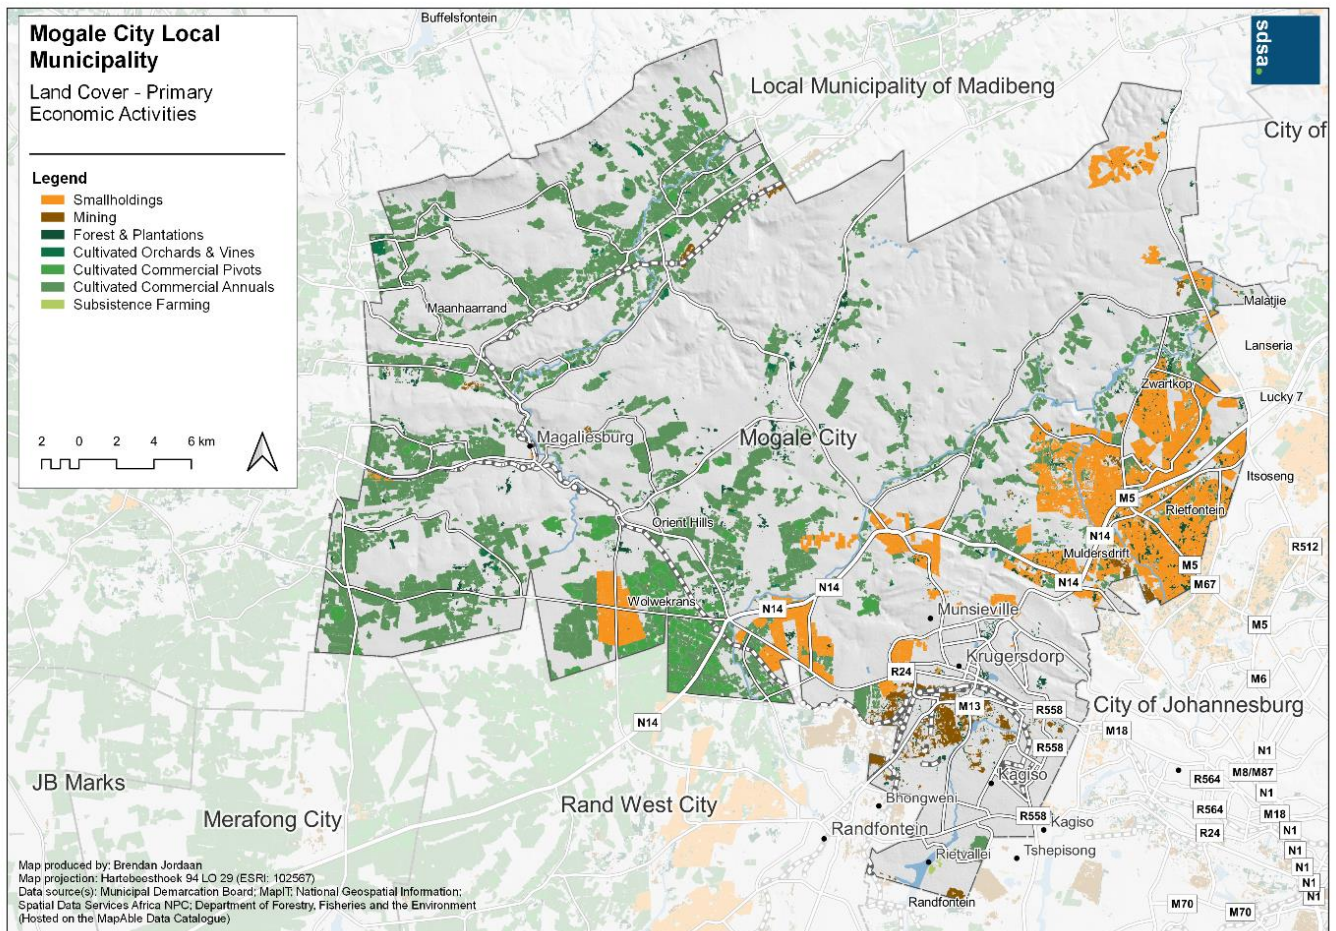 Mogale City Local
Municipality
Land Cover - Primary
Economic Activities
Legend
Smallholdings
Mining
Forest & Plantations
Cultivated Orchards & Vines
Cultivated Commercial Pivots
Cultivated Commercial Annuals
Subsistence Farming
2 0 2 4 6 km
sdsa.
Buffelsfontein
Local Municipality of Madibeng
City of
Maanhaarrand
Malatjie
Lanseria
Zwartkop
Lucky 7
Magaliesburg
Mogale City
Itsoseng
M5
Rietfontein
Orient Hills
N14
R512
Muldersdrift
M5
N14
M67
N14
Wolwekrans
N14
Munsieville
M5
Krugersdorp
R24
M6
M13
R558
City of Johannesburg
N14
M18
R558
N1
JB Marks
Kagiso
R564
M8/M87
N1
Rand West City
Bhongweni
Merafong City
R558
Kagiso
R564
M18
Randfontein
R24
N1
Rietvallei
Tshepisong
N1
N1
N1
N1
Randfontein
M70
M70
Map produced by: Brendan Jordaan
Map projection: Hartebeesthoek 94 LO 29 (ESRI: 102567)
Data source(s): Municipal Demarcation Board; MapIT; National Geospatial Information;
Spatial Data Services Africa NPC; Department of Forestry, Fisheries and the Environment
(Hosted on the MapAble Data Catalogue)